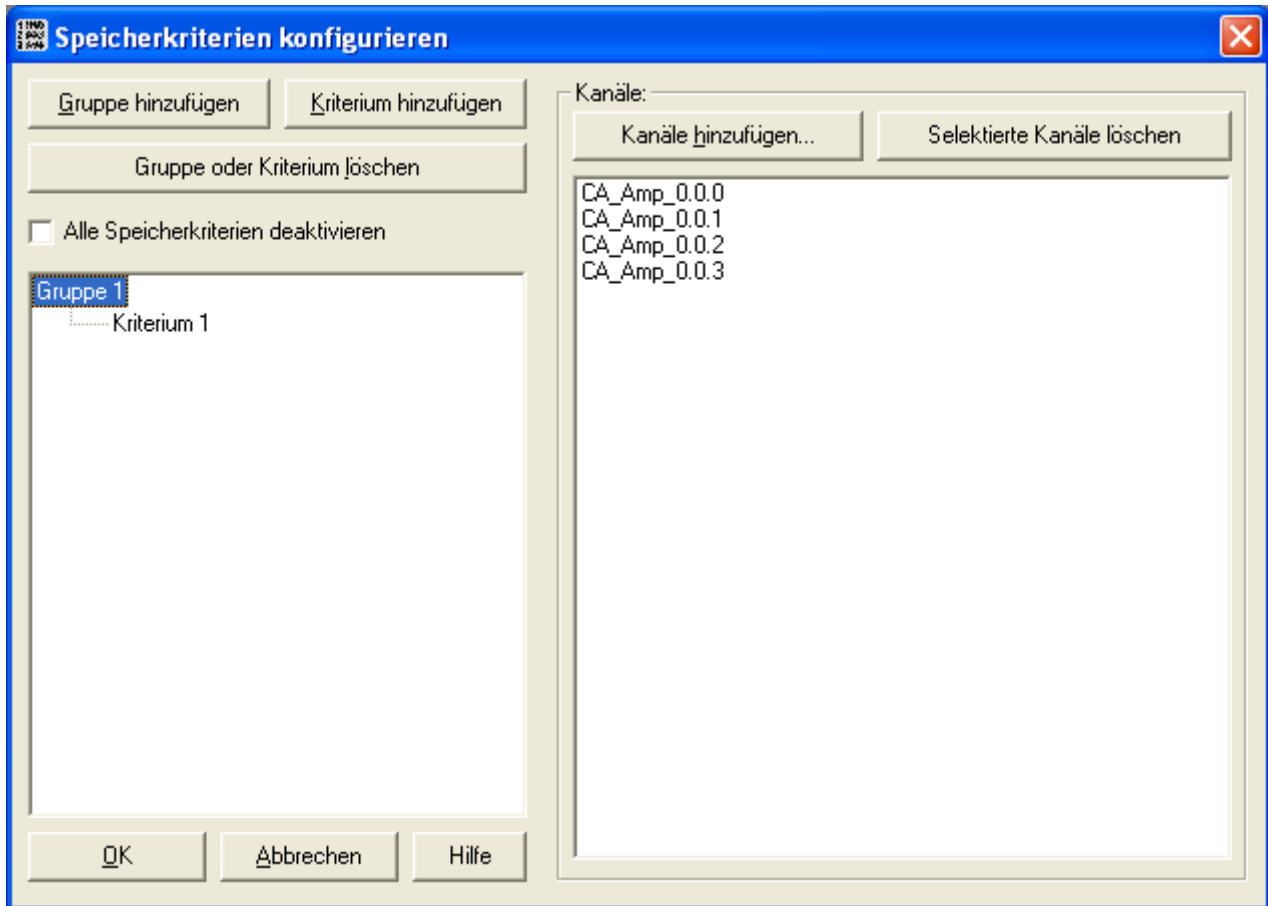 Speicherkriterien konfigurieren
Gruppe hinzufügen
Kriterium hinzufügen
Gruppe oder Kriterium löschen
Alle Speicherkriterien deaktivieren
Gruppe 1
Kriterium 1
OK
Abbrechen
Hilfe
Kanäle:
Kanäle hinzufügen...
Selektierte Kanäle löschen
CA_Amp_0.0.0
CA_Amp_0.0.1
CA_Amp_0.0.2
CA_Amp_0.0.3